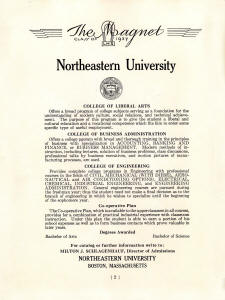 The Magnet
CLASS OF 1937
Northeastern University
COLLEGE OF LIBERAL ARTS
Offers a broad program of college subjects serving as a foundation for the
understanding of modern culture, social relations, and technical achieve-
ment. The purpose of this program is to give the student a liberal and
cultural education and a vocational competence which fits him to enter some
specific type of useful employment.
COLLEGE OF BUSINESS ADMINISTRATION
Offers a college program with broad and thorough training in the principles
of business with specialization in ACCOUNTING, BANKING AND
FINANCE or BUSINESS MANAGEMENT. Modern methods of in-
struction, including lectures, solution of business problems, class discussions,
professional talks by business executives, and motion pictures of manu-
facturing processes, are used.
COLLEGE OF ENGINEERING
Provides complete college programs in Engineering with professional
courses in the fields of CIVIL, MECHANICAL (WITH DIESEL, AERO-
NAUTICAL, and AIR CONDITIONING OPTIONS), ELECTRICAL,
CHEMICAL, INDUSTRIAL ENGINEERING, and ENGINEERING
ADMINISTRATION. General engineering courses are pursued during
the freshman year; thus the student need not make a final decision as to the
branch of engineering in which he wishes to specialize until the beginning
of the sophomore year.
Co-operative Plan
The Co-operative Plan, which is available to the upperclassmen in all courses,
provides for a combination of practical industrial experience with classroom
instruction. Under this plan the student is able to earn a portion of his
school expenses as well as to form business contacts which prove valuable in
later years.
Degrees Awarded
Bachelor of Arts Bachelor of Science
For catalog or further information write to:
MILTON J. SCHLAGENHAUF, Director of Admissions
NORTHEASTERN UNIVERSITY
BOSTON, MASSACHUSETTS